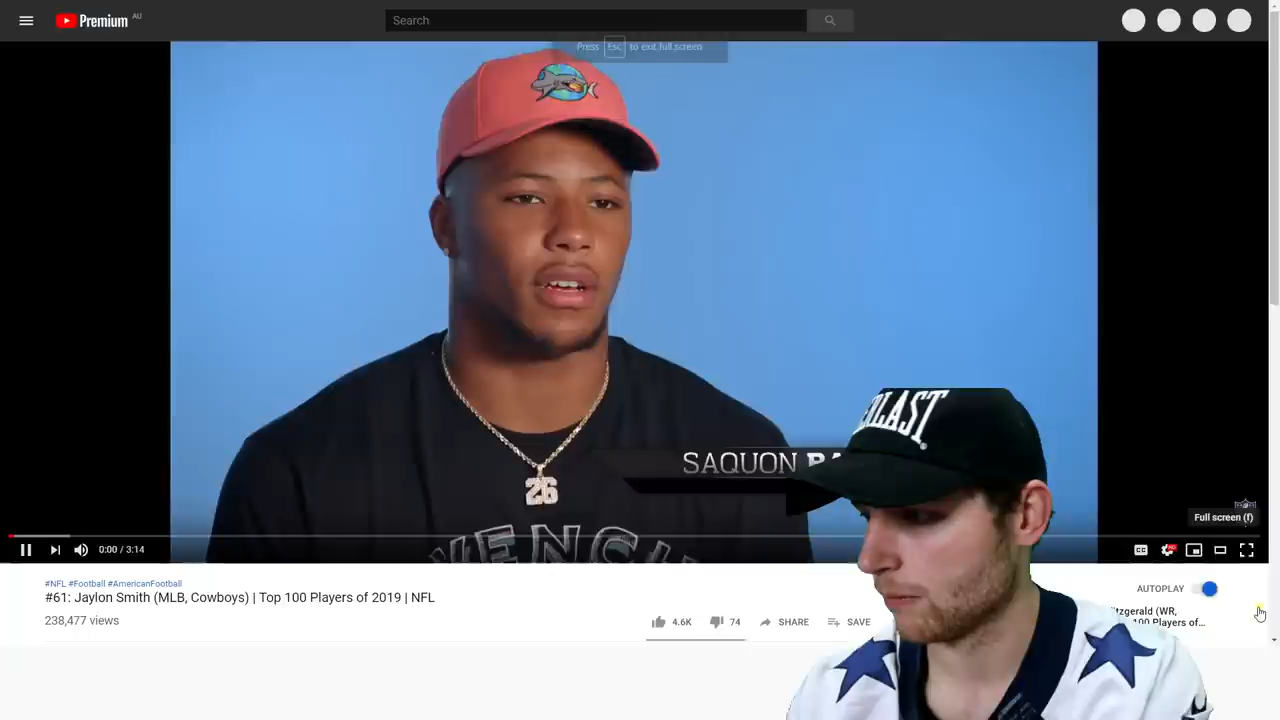 Premium AU
Search
Press Esc to exit full screen
26
SAQUON
Full screen (f)
0:00 / 3:14
#NFL #Football #AmericanFootball
#61: Jaylon Smith (MLB, Cowboys) | Top 100 Players of 2019 | NFL
238,477 views
4.6K
74
SHARE
SAVE
AUTOPLAY
(WR,
Players of...